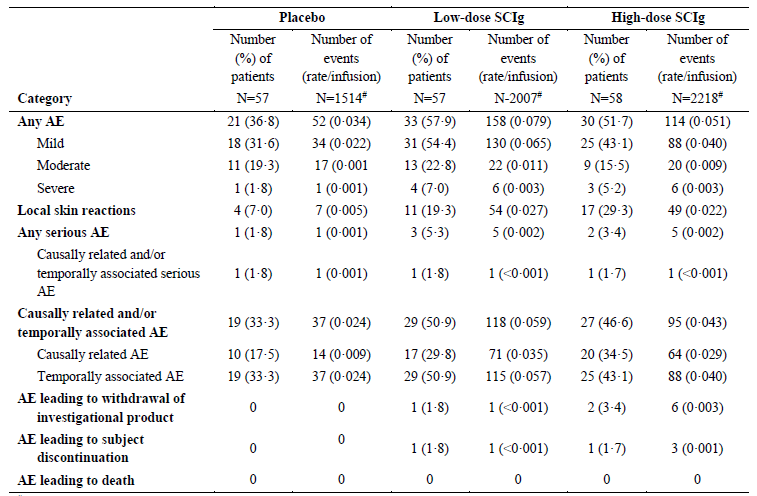 Placebo Low-dose SCIg High-dose SCIg
Number Number of Number Number of Number Number of
(%) of events (%) of events (%) of events
patients (rate/infusion) patients (rate/infusion) patients (rate/infusion)
Category N=57 N=1514# N=57 N-2007# N=58 N=2218#
Any AE 21 (36·8) 52 (0·034) 33 (57·9) 158 (0·079) 30 (51·7) 114 (0·051)
Mild 18 (31·6) 34 (0·022) 31 (54·4) 130 (0·065) 25 (43·1) 88 (0·040)
Moderate 11 (19·3) 17 (0·001 13 (22·8) 22 (0·011) 9 (15·5) 20 (0·009)
Severe 1 (1·8) 1 (0·001) 4 (7·0) 6 (0·003) 3 (5·2) 6 (0·003)
Local skin reactions 4 (7·0) 7 (0·005) 11 (19·3) 54 (0·027) 17 (29·3) 49 (0·022)
Any serious AE 1 (1·8) 1 (0·001) 3 (5·3) 5 (0·002) 2 (3·4) 5 (0·002)
Causally related and/or
temporally associated serious 1 (1·8) 1 (0·001) 1 (1·8) 1 (<0·001) 1 (1·7) 1 (<0·001)
AE
Causally related and/or
temporally associated AE 19 (33·3) 37 (0·024) 29 (50·9) 118 (0·059) 27 (46·6) 95 (0·043)
Causally related AE 10 (17·5) 14 (0·009) 17 (29·8) 71 (0·035) 20 (34·5) 64 (0·029)
Temporally associated AE 19 (33·3) 37 (0·024) 29 (50·9) 115 (0·057) 25 (43·1) 88 (0·040)
AE leading to withdrawal of
investigational product 0 0 1 (1·8) 1 (<0·001) 2 (3·4) 6 (0·003)
AE leading to subject
discontinuation 0 0 1 (1·8) 1 (<0·001) 1 (1·7) 3 (0·001)
AE leading to death 0 0 0 0 0 0